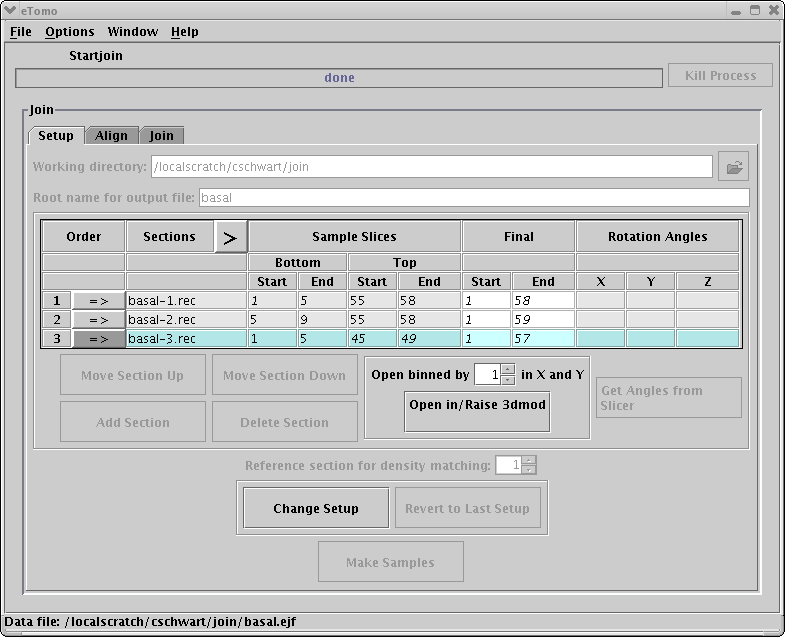 eTomo
File Options Window Help
Startjoin
done Kill Process
Join
Setup Align Join
Working directory: /localscratch/cschwart/join
Root name for output file: basal
Order Sections > Sample Slices Final Rotation Angles
Bottom Top
Start End Start End Start End X Y Z
1 => basal-1.rec 1 5 55 58 1 58
2 => basal-2.rec 5 9 55 58 1 59
3 => basal-3.rec 1 5 45 49 1 57
Move Section Up Move Section Down Open binned by 1 in X and Y
Get Angles from
Slicer
Open in/Raise 3dmod
Add Section Delete Section
Reference section for density matching: 1
Change Setup Revert to Last Setup
Make Samples
Data file: /localscratch/cschwart/join/basal.ejf